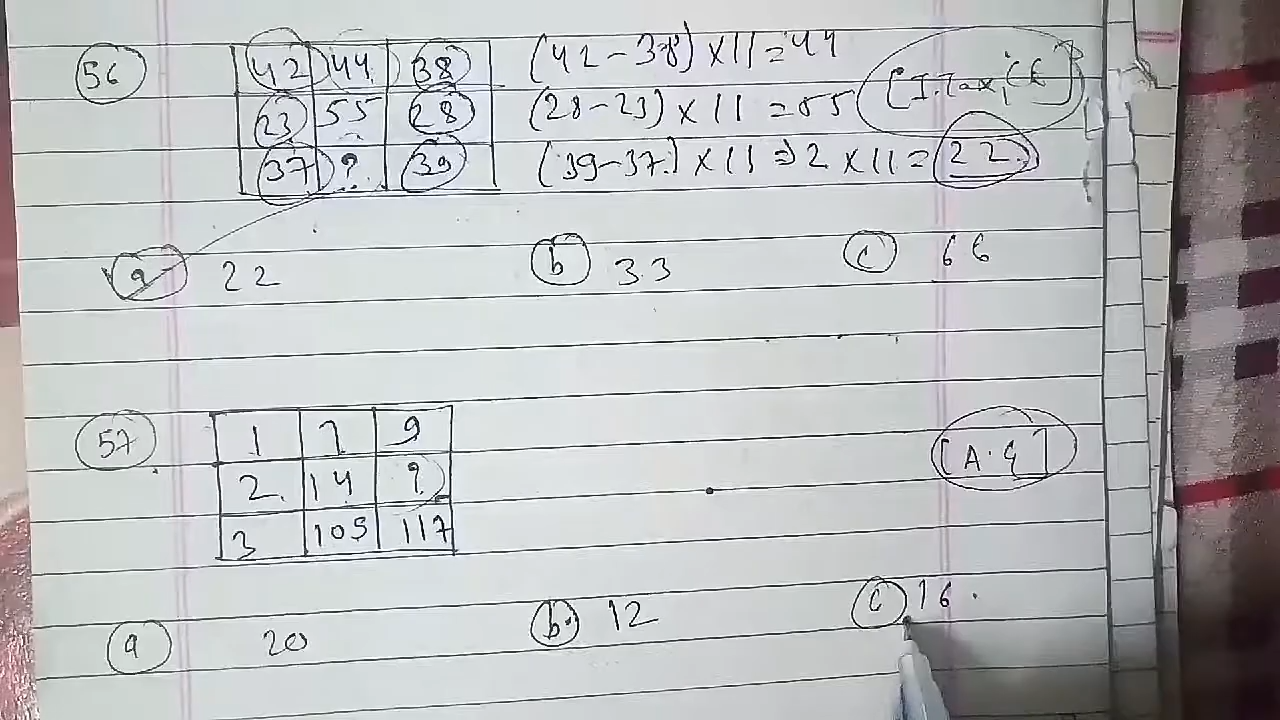 56 42 44 38 (42-38) x 11 = 44
23 55 28 (28-23) x 11 = 55 [I.Tax,
37 ? 39 (39-37) x 11 => 2 x 11 = 22.
a 22 b 33 c 66
57 1 7 9
2. 14 ? [A.G]
3 105 117
a 20 b. 12 c 16.